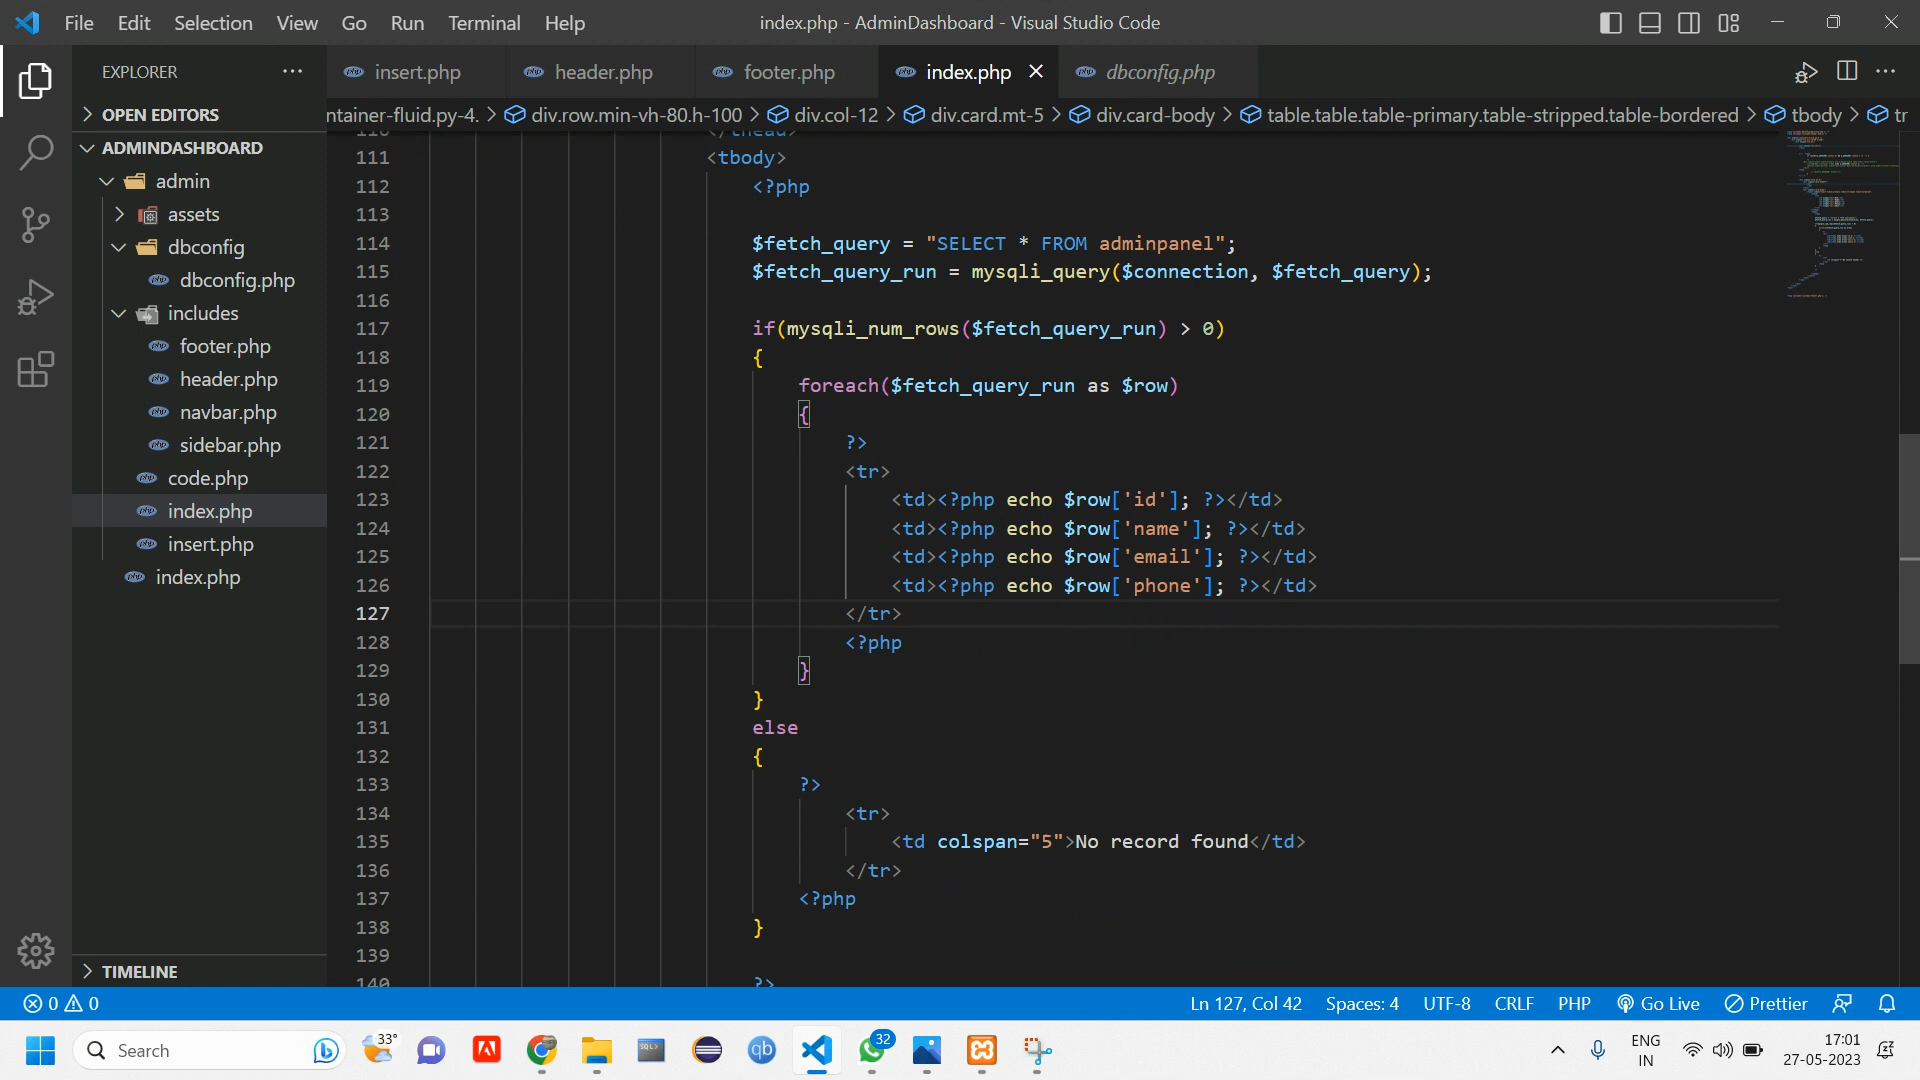 File Edit Selection View Go Run Terminal Help
index.php - AdminDashboard - Visual Studio Code
EXPLORER
insert.php
header.php
footer.php
index.php
dbconfig.php
OPEN EDITORS
ntainer-fluid.py-4. > div.row.min-vh-80.h-100 > div.col-12 > div.card.mt-5 > div.card-body > table.table.table-primary.table-stripped.table-bordered > tbody > tr
ADMINDASHBOARD
admin
assets
dbconfig
dbconfig.php
includes
footer.php
header.php
navbar.php
sidebar.php
code.php
index.php
insert.php
index.php
TIMELINE
110 </thead>
111 <tbody>
112 <?php
113
114 $fetch_query = "SELECT * FROM adminpanel";
115 $fetch_query_run = mysqli_query($connection, $fetch_query);
116
117 if(mysqli_num_rows($fetch_query_run) > 0)
118 {
119 foreach($fetch_query_run as $row)
120 {
121 ?>
122 <tr>
123 <td><?php echo $row['id']; ?></td>
124 <td><?php echo $row['name']; ?></td>
125 <td><?php echo $row['email']; ?></td>
126 <td><?php echo $row['phone']; ?></td>
127 </tr>
128 <?php
129 }
130 }
131 else
132 {
133 ?>
134 <tr>
135 <td colspan="5">No record found</td>
136 </tr>
137 <?php
138 }
139
140 ?>
0 0
Ln 127, Col 42 Spaces: 4 UTF-8 CRLF PHP Go Live Prettier
Search
33°
SQL>
qb
32
ENG
IN
17:01
27-05-2023